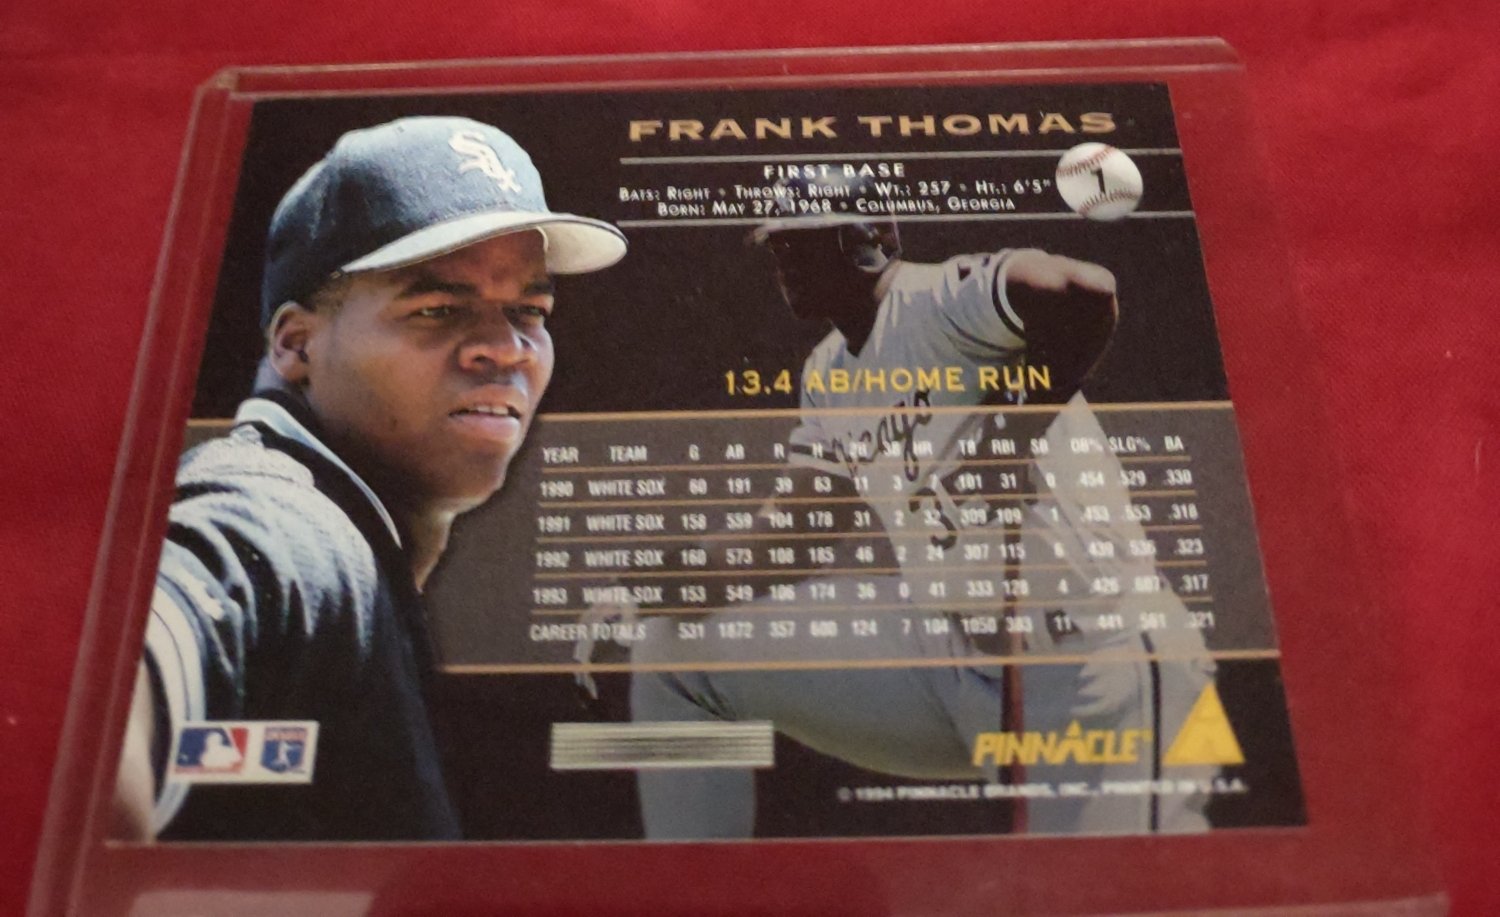 FRANK THOMAS
FIRST BASE
BATS: RIGHT • THROWS: RIGHT • WT.: 257 • HT.: 6'5"
BORN: MAY 27, 1968 • COLUMBUS, GEORGIA
1
Sox
13.4 AB/HOME RUN
Chicago
YEAR TEAM G AB R H 2B 3B HR TB RBI SB OB% SLG% BA
1990 WHITE SOX 60 191 39 63 11 3 7 101 31 0 .454 .529 .330
1991 WHITE SOX 158 559 104 178 31 2 32 309 109 1 .453 .553 .318
1992 WHITE SOX 160 573 108 185 46 2 24 307 115 6 .439 .536 .323
1993 WHITE SOX 153 549 106 174 36 0 41 333 128 4 .426 .607 .317
CAREER TOTALS 531 1872 357 600 124 7 104 1050 383 11 .441 .561 .321
PINNACLE
© 1994 PINNACLE BRANDS, INC., PRINTED IN U.S.A.